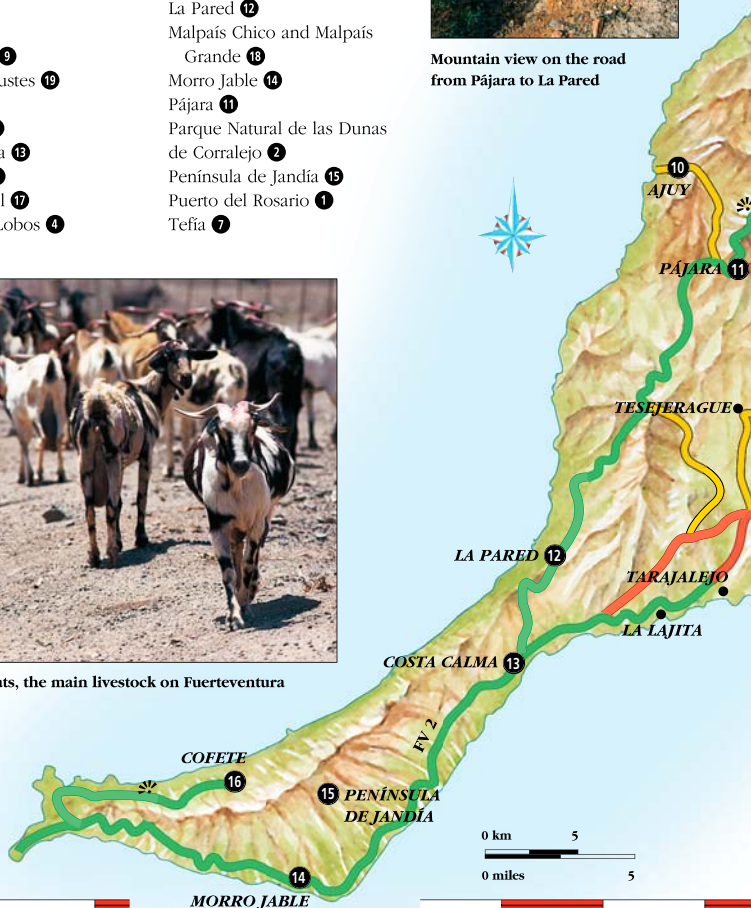 9
ustes 19
a 13
l 17
Lobos 4
La Pared 12
Malpaís Chico and Malpaís
Grande 18
Morro Jable 14
Pájara 11
Parque Natural de las Dunas
de Corralejo 2
Península de Jandía 15
Puerto del Rosario 1
Tefía 7
Mountain view on the road
from Pájara to La Pared
10
AJUY
PÁJARA 11
TESEJERAGUE
LA PARED 12
TARAJALEJO
LA LAJITA
COSTA CALMA 13
ts, the main livestock on Fuerteventura
FV 2
COFETE
16
15 PENÍNSULA
DE JANDÍA
14
MORRO JABLE
0 km 5
0 miles 5